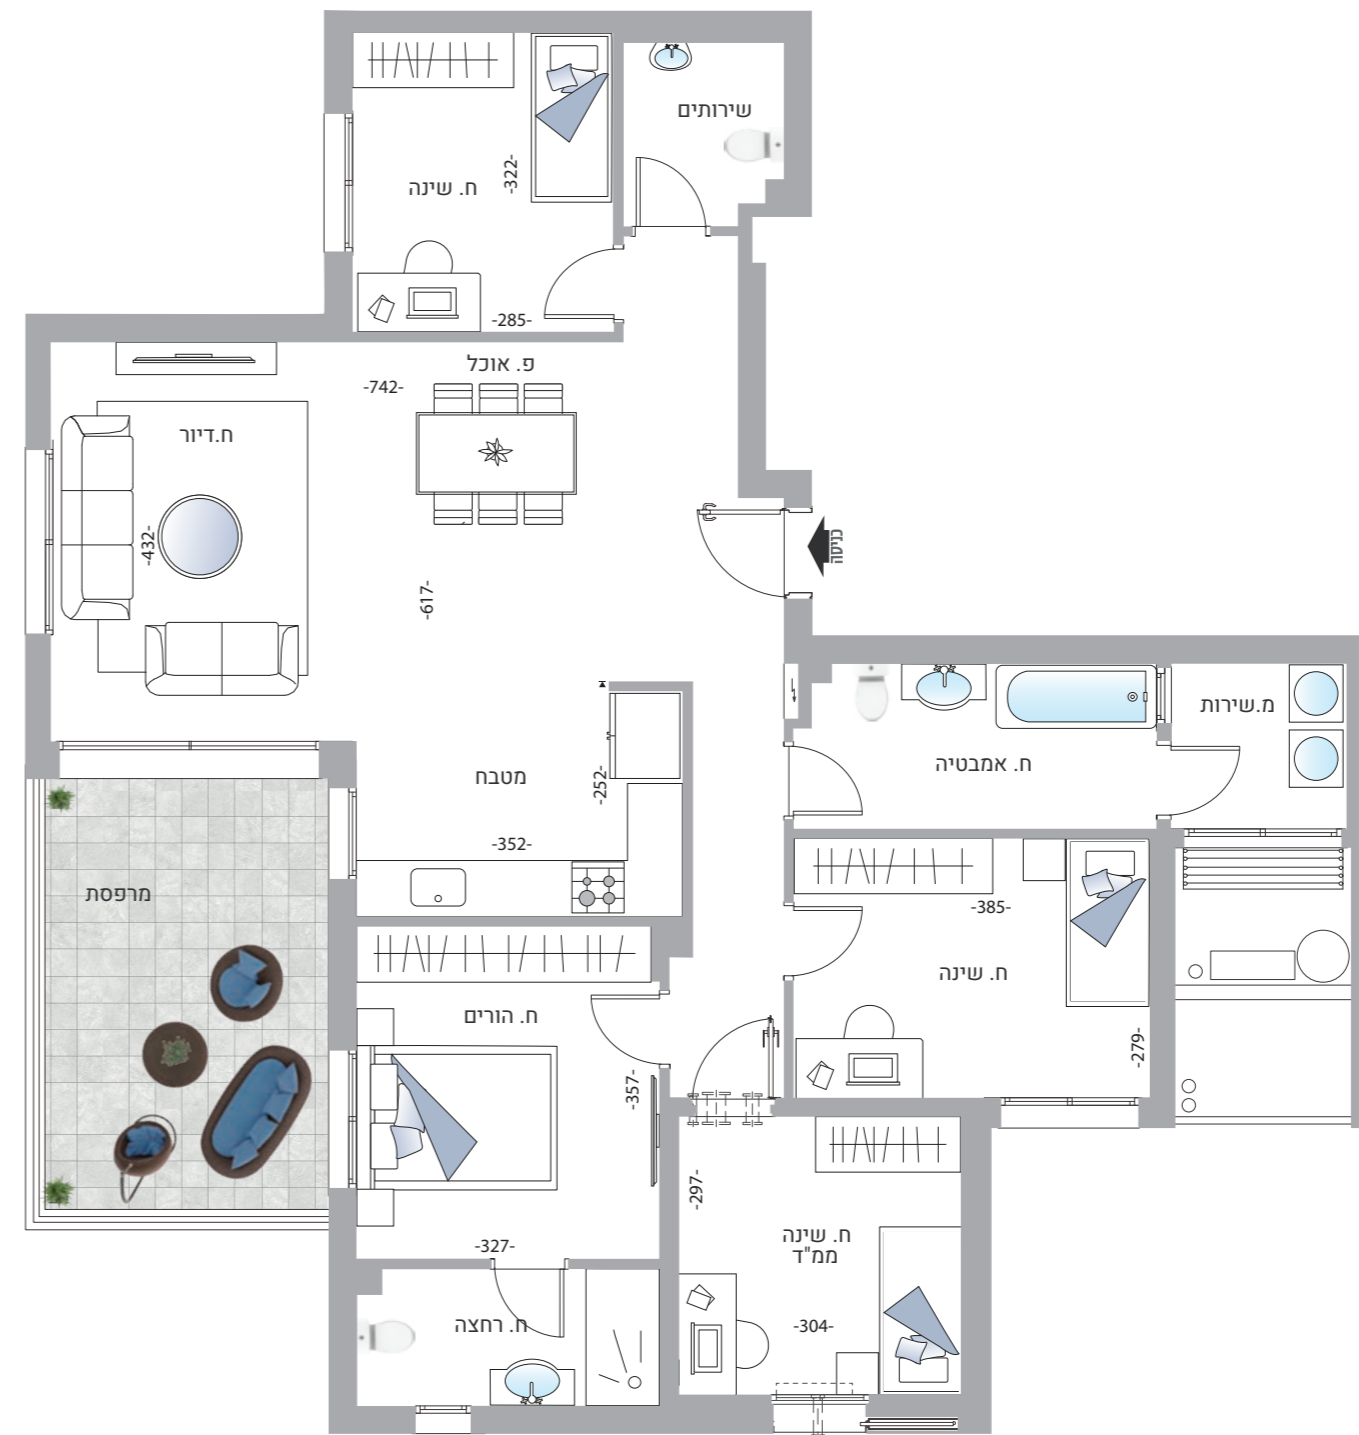 שירותים
ח. שינה
-322-
-285-
פ. אוכל
-742-
ח.דיור
-432-
-617-
כניסה
מ.שירות
ח. אמבטיה
מטבח
-252-
-352-
מרפסת
-385-
ח. שינה
-279-
ח. הורים
-357-
-297-
ח. שינה
ממ"ד
-327-
-304-
ח. רחצה